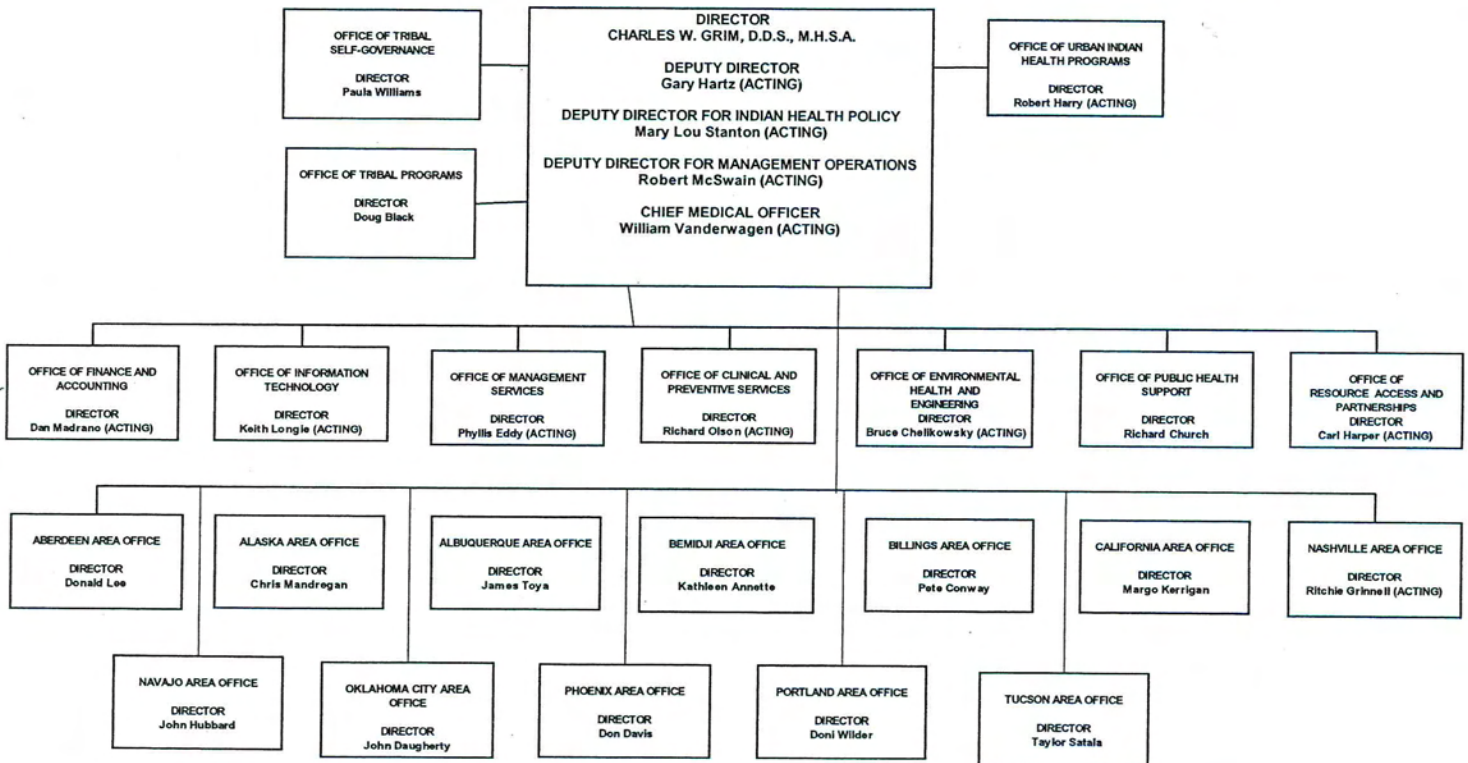 OFFICE OF TRIBAL
SELF-GOVERNANCE
DIRECTOR
Paula Williams
DIRECTOR
CHARLES W. GRIM, D.D.S., M.H.S.A.
DEPUTY DIRECTOR
Gary Hartz (ACTING)
DEPUTY DIRECTOR FOR INDIAN HEALTH POLICY
Mary Lou Stanton (ACTING)
DEPUTY DIRECTOR FOR MANAGEMENT OPERATIONS
Robert McSwain (ACTING)
CHIEF MEDICAL OFFICER
William Vanderwagen (ACTING)
OFFICE OF URBAN INDIAN
HEALTH PROGRAMS
DIRECTOR
Robert Harry (ACTING)
OFFICE OF TRIBAL PROGRAMS
DIRECTOR
Doug Black
OFFICE OF FINANCE AND
ACCOUNTING
DIRECTOR
Dan Madrano (ACTING)
OFFICE OF INFORMATION
TECHNOLOGY
DIRECTOR
Keith Longie (ACTING)
OFFICE OF MANAGEMENT
SERVICES
DIRECTOR
Phyllis Eddy (ACTING)
OFFICE OF CLINICAL AND
PREVENTIVE SERVICES
DIRECTOR
Richard Olson (ACTING)
OFFICE OF ENVIRONMENTAL
HEALTH AND
ENGINEERING
DIRECTOR
Bruce Chelikowsky (ACTING)
OFFICE OF PUBLIC HEALTH
SUPPORT
DIRECTOR
Richard Church
OFFICE OF
RESOURCE ACCESS AND
PARTNERSHIPS
DIRECTOR
Carl Harper (ACTING)
ABERDEEN AREA OFFICE
DIRECTOR
Donald Lee
ALASKA AREA OFFICE
DIRECTOR
Chris Mandregan
ALBUQUERQUE AREA OFFICE
DIRECTOR
James Toya
BEMIDJI AREA OFFICE
DIRECTOR
Kathleen Annette
BILLINGS AREA OFFICE
DIRECTOR
Pete Conway
CALIFORNIA AREA OFFICE
DIRECTOR
Margo Kerrigan
NASHVILLE AREA OFFICE
DIRECTOR
Ritchie Grinnell (ACTING)
NAVAJO AREA OFFICE
DIRECTOR
John Hubbard
OKLAHOMA CITY AREA
OFFICE
DIRECTOR
John Daugherty
PHOENIX AREA OFFICE
DIRECTOR
Don Davis
PORTLAND AREA OFFICE
DIRECTOR
Doni Wilder
TUCSON AREA OFFICE
DIRECTOR
Taylor Satala